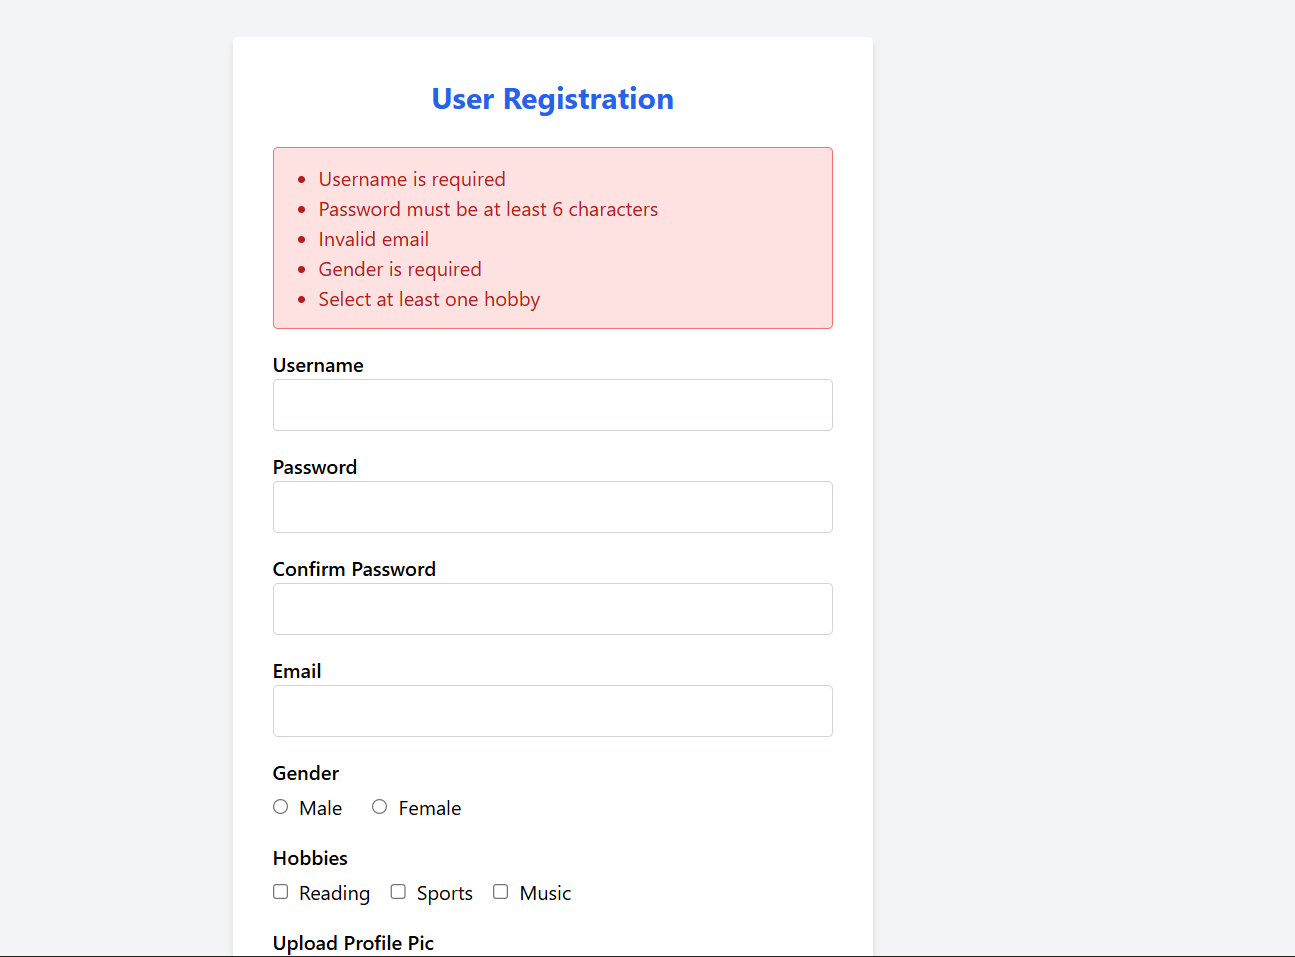 User Registration
Username is required
Password must be at least 6 characters
Invalid email
Gender is required
Select at least one hobby
Username
Password
Confirm Password
Email
Gender
Male Female
Hobbies
Reading Sports Music
Upload Profile Pic